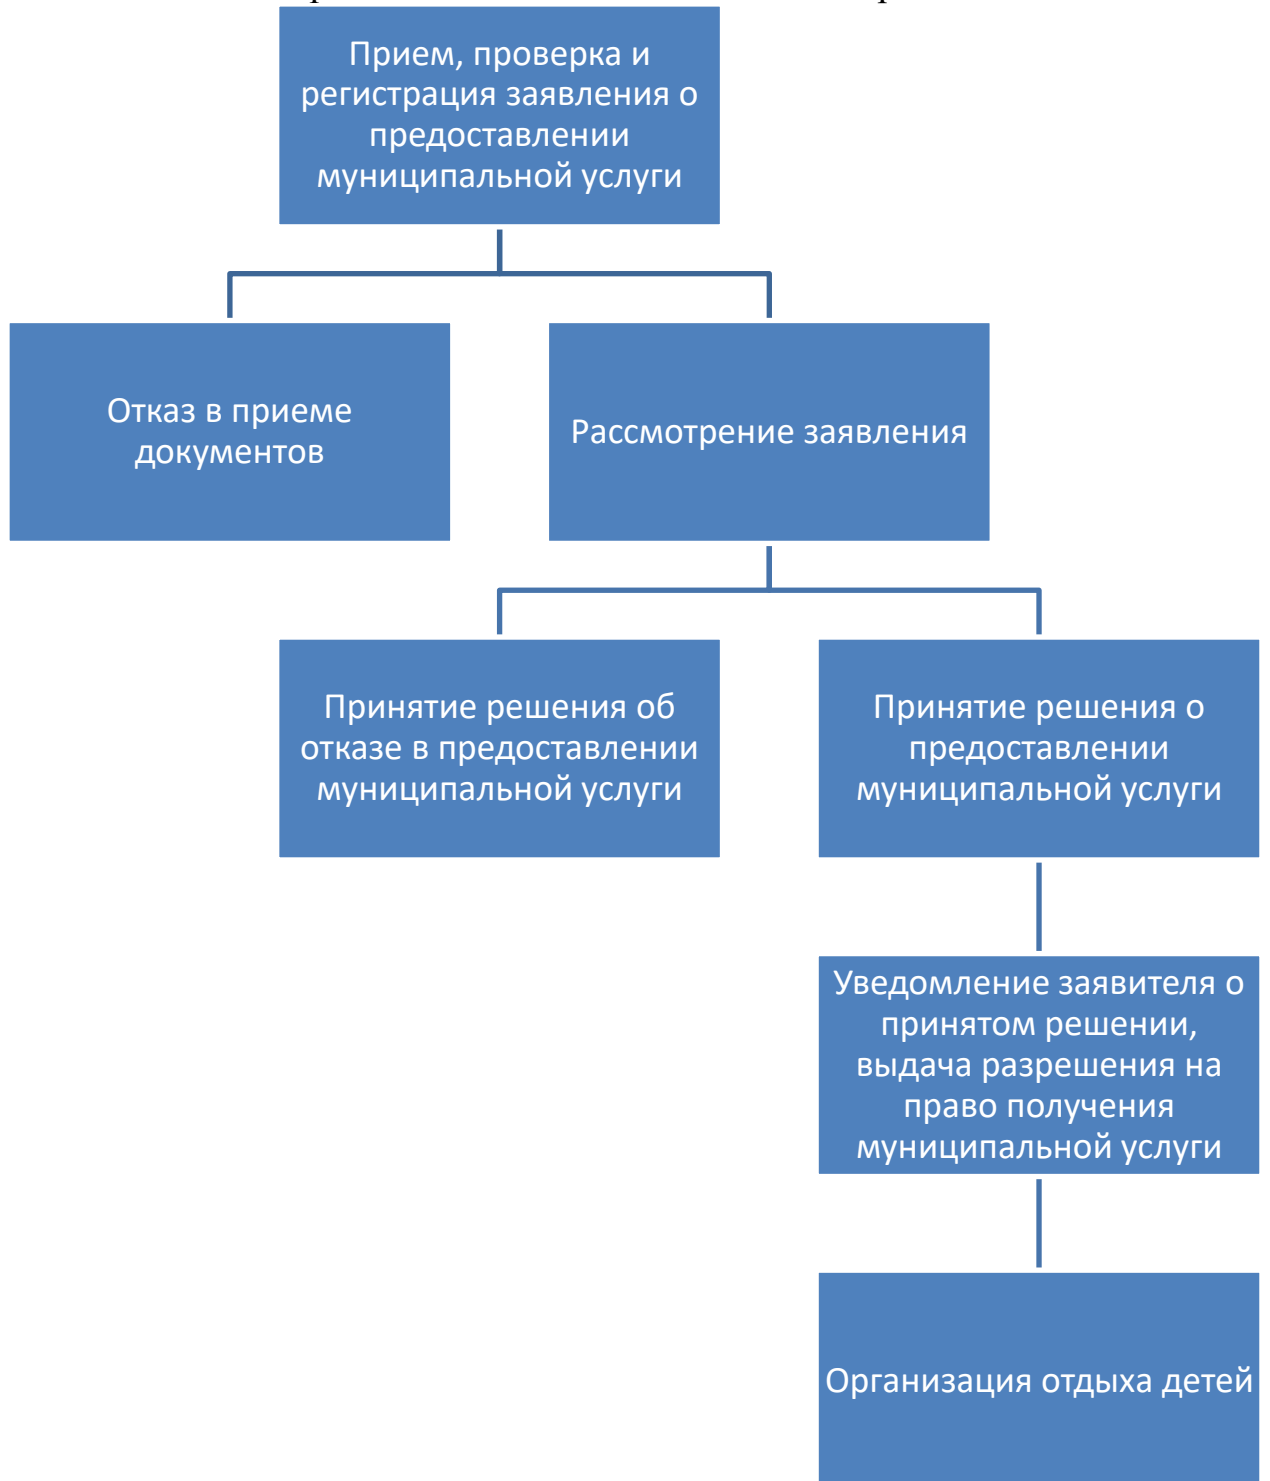 Прием, проверка и
регистрация заявления о
предоставлении
муниципальной услуги
Отказ в приеме
документов
Рассмотрение заявления
Принятие решения об
отказе в предоставлении
муниципальной услуги
Принятие решения о
предоставлении
муниципальной услуги
Уведомление заявителя о
принятом решении,
выдача разрешения на
право получения
муниципальной услуги
Организация отдыха детей